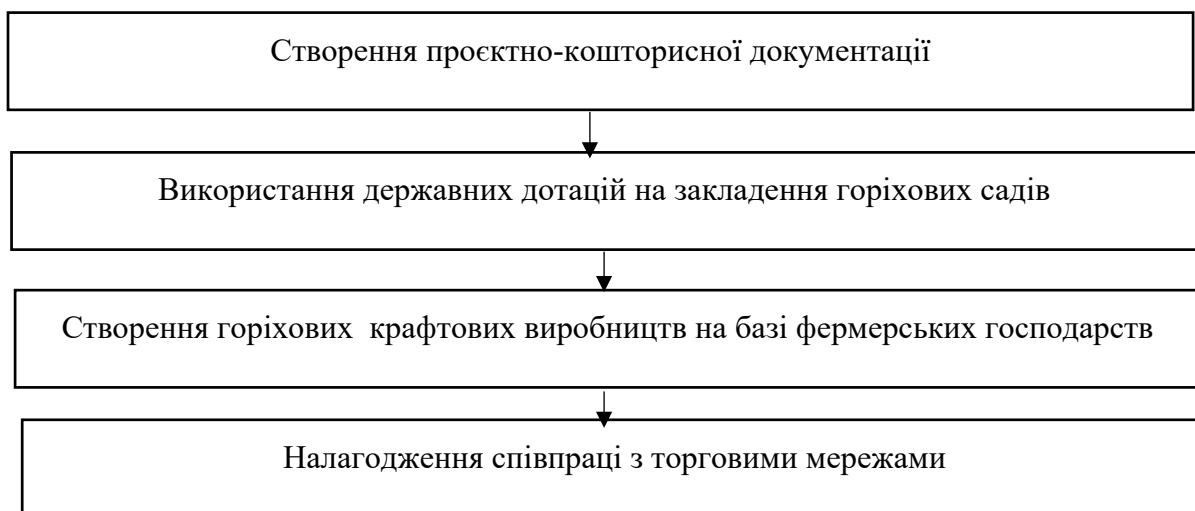 Створення проєктно-кошторисної документації
Використання державних дотацій на закладення горіхових садів
Створення горіхових крафтових виробництв на базі фермерських господарств
Налагодження співпраці з торговими мережами